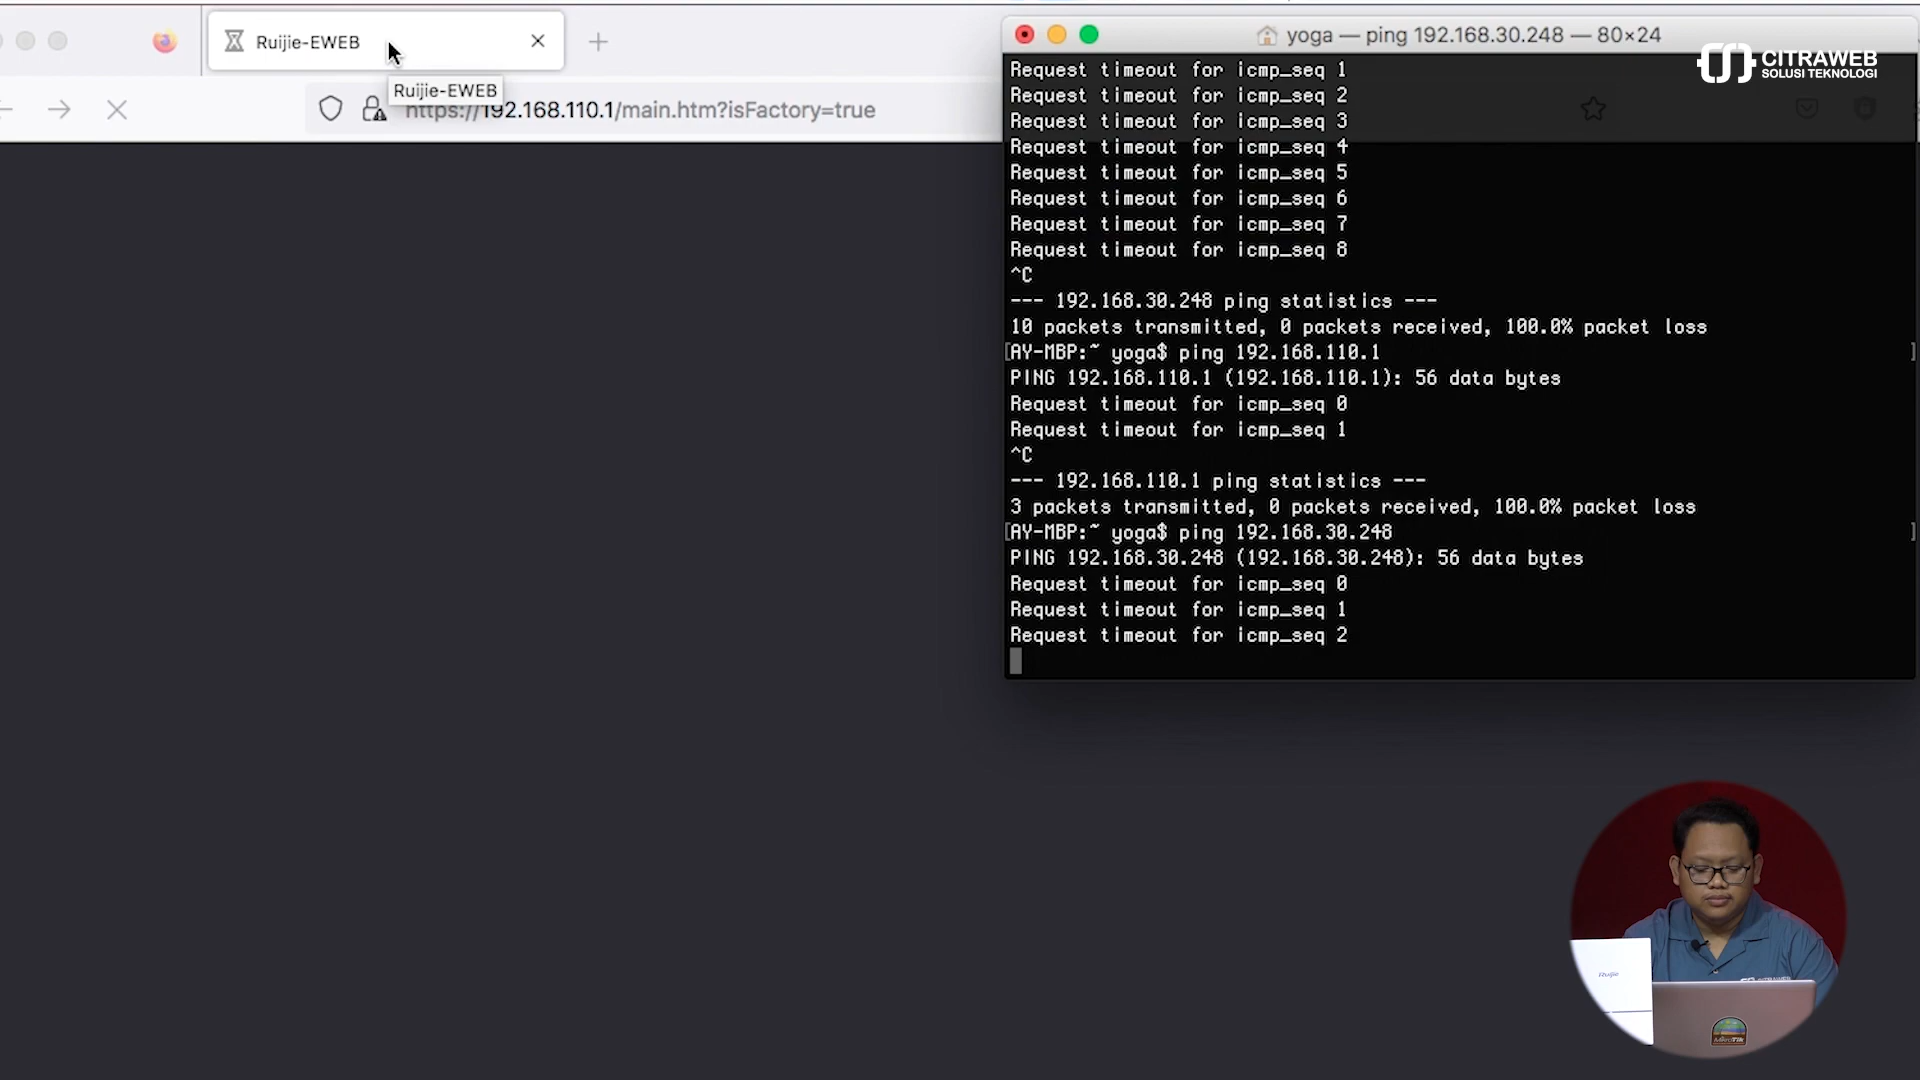 Ruijie-EWEB
Ruijie-EWEB
https://192.168.110.1/main.htm?isFactory=true
yoga — ping 192.168.30.248 — 80×24
CITRAWEB
SOLUSI TEKNOLOGI
Request timeout for icmp_seq 1
Request timeout for icmp_seq 2
Request timeout for icmp_seq 3
Request timeout for icmp_seq 4
Request timeout for icmp_seq 5
Request timeout for icmp_seq 6
Request timeout for icmp_seq 7
Request timeout for icmp_seq 8
^C
--- 192.168.30.248 ping statistics ---
10 packets transmitted, 0 packets received, 100.0% packet loss
[AY-MBP:~ yoga$ ping 192.168.110.1 ]
PING 192.168.110.1 (192.168.110.1): 56 data bytes
Request timeout for icmp_seq 0
Request timeout for icmp_seq 1
^C
--- 192.168.110.1 ping statistics ---
3 packets transmitted, 0 packets received, 100.0% packet loss
[AY-MBP:~ yoga$ ping 192.168.30.248 ]
PING 192.168.30.248 (192.168.30.248): 56 data bytes
Request timeout for icmp_seq 0
Request timeout for icmp_seq 1
Request timeout for icmp_seq 2
Ruijie
CITRAWEB
MikroTik